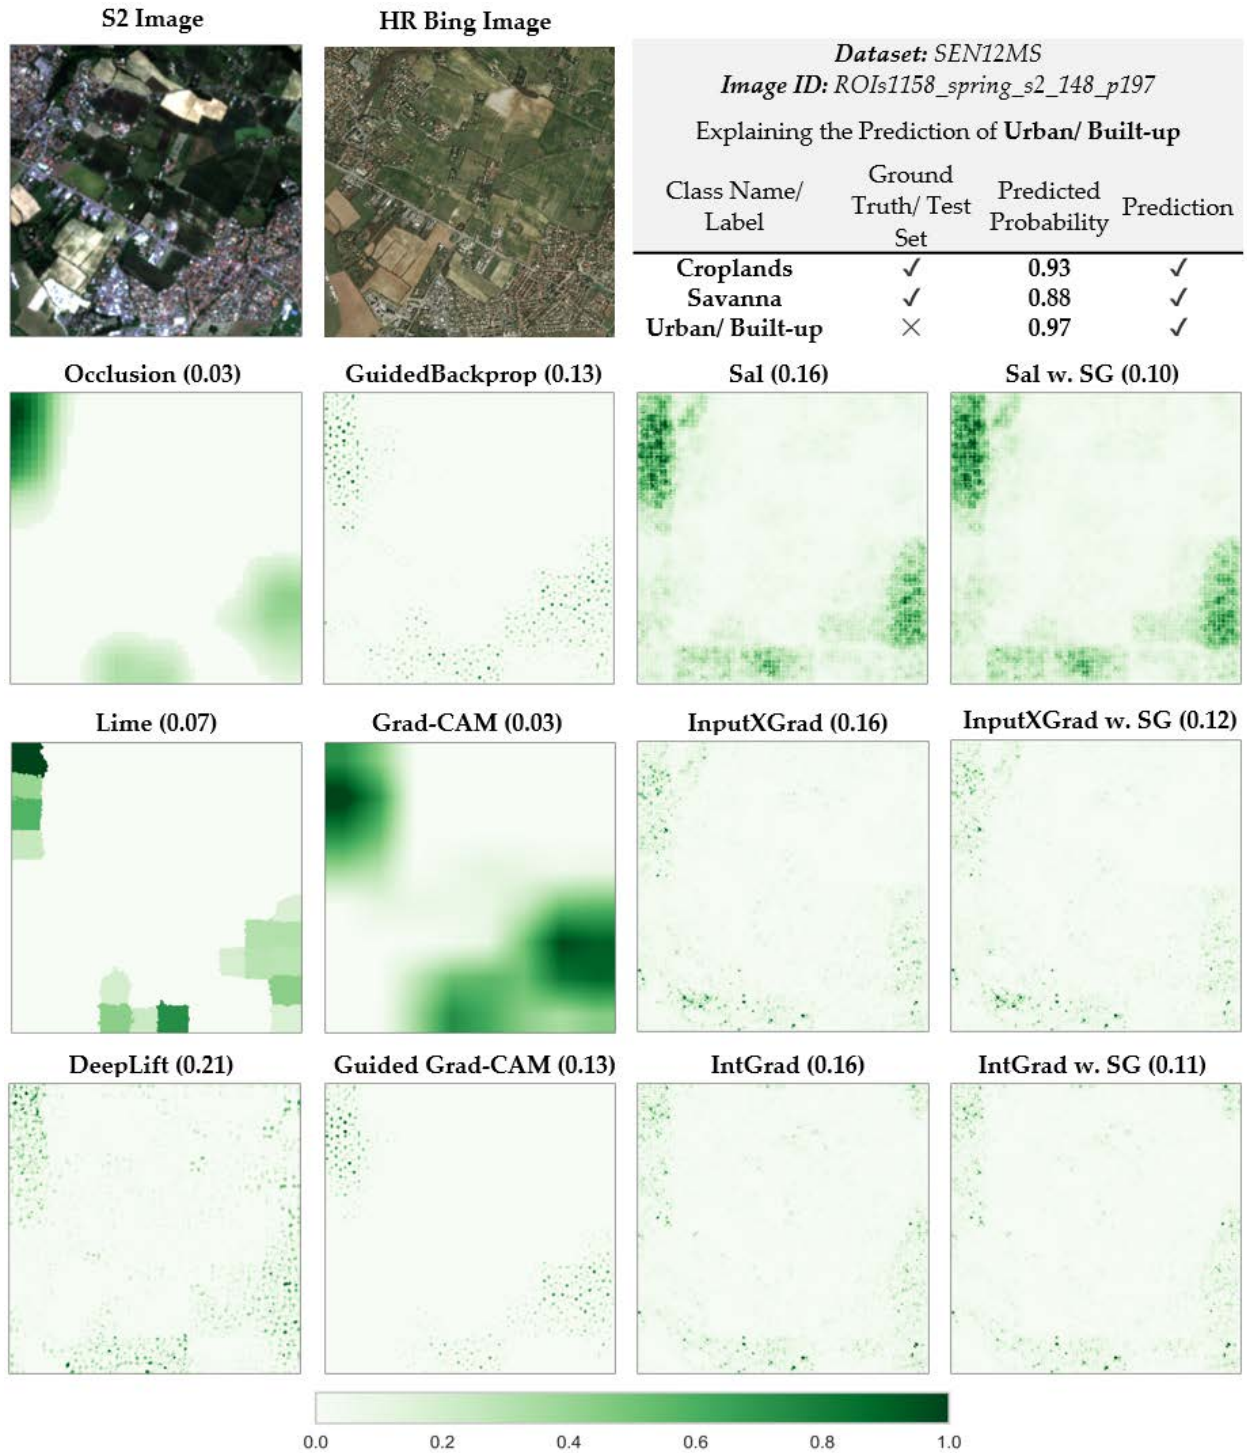 S2 Image
HR Bing Image
Dataset: SEN12MS
Image ID: ROIs1158_spring_s2_148_p197
Explaining the Prediction of Urban/ Built-up
Class Name/ Label
Ground Truth/ Test Set
Predicted Probability
Prediction
Croplands ✓ 0.93 ✓
Savanna ✓ 0.88 ✓
Urban/ Built-up ✕ 0.97 ✓
Occlusion (0.03)
GuidedBackprop (0.13)
Sal (0.16)
Sal w. SG (0.10)
Lime (0.07)
Grad-CAM (0.03)
InputXGrad (0.16)
InputXGrad w. SG (0.12)
DeepLift (0.21)
Guided Grad-CAM (0.13)
IntGrad (0.16)
IntGrad w. SG (0.11)
0.0 0.2 0.4 0.6 0.8 1.0